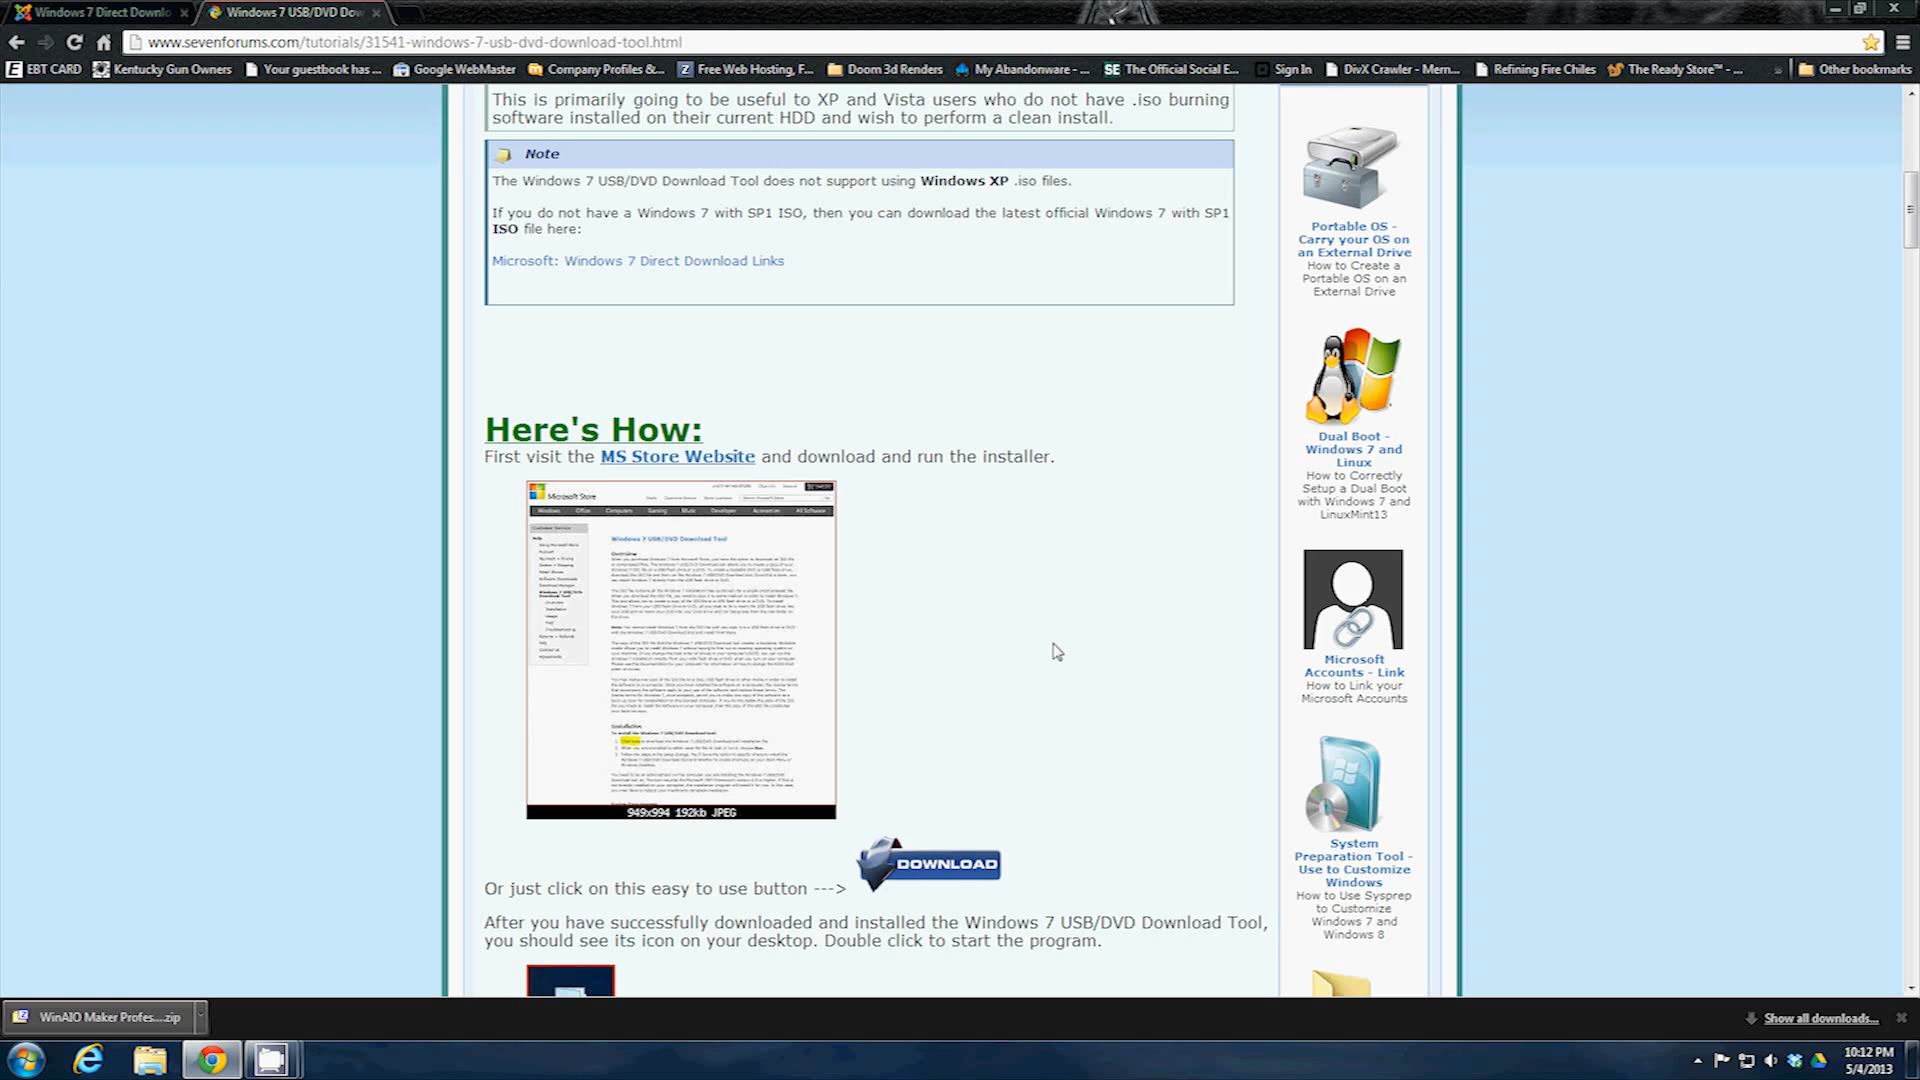 Windows 7 Direct Downlo
Windows 7 USB/DVD Dow
www.sevenforums.com/tutorials/31541-windows-7-usb-dvd-download-tool.html
EBT CARD
Kentucky Gun Owners
Your guestbook has ...
Google WebMaster
Company Profiles &...
Free Web Hosting, F...
Doom 3d Renders
My Abandonware - ...
SE The Official Social E...
Sign In
DivX Crawler - Mem...
Refining Fire Chiles
The Ready Store™ - ...
» Other bookmarks
This is primarily going to be useful to XP and Vista users who do not have .iso burning
software installed on their current HDD and wish to perform a clean install.
Note
The Windows 7 USB/DVD Download Tool does not support using Windows XP .iso files.
If you do not have a Windows 7 with SP1 ISO, then you can download the latest official Windows 7 with SP1
ISO file here:
Microsoft: Windows 7 Direct Download Links
Here's How:
First visit the MS Store Website and download and run the installer.
Microsoft Store
Windows 7 USB/DVD Download Tool
Overview
Installation
949x994 192kb JPEG
DOWNLOAD
Or just click on this easy to use button --->
After you have successfully downloaded and installed the Windows 7 USB/DVD Download Tool,
you should see its icon on your desktop. Double click to start the program.
Portable OS -
Carry your OS on
an External Drive
How to Create a
Portable OS on an
External Drive
Dual Boot -
Windows 7 and
Linux
How to Correctly
Setup a Dual Boot
with Windows 7 and
LinuxMint13
Microsoft
Accounts - Link
How to Link your
Microsoft Accounts
System
Preparation Tool -
Use to Customize
Windows
How to Use Sysprep
to Customize
Windows 7 and
Windows 8
WinAIO Maker Profes....zip
Show all downloads...
10:12 PM
5/4/2013